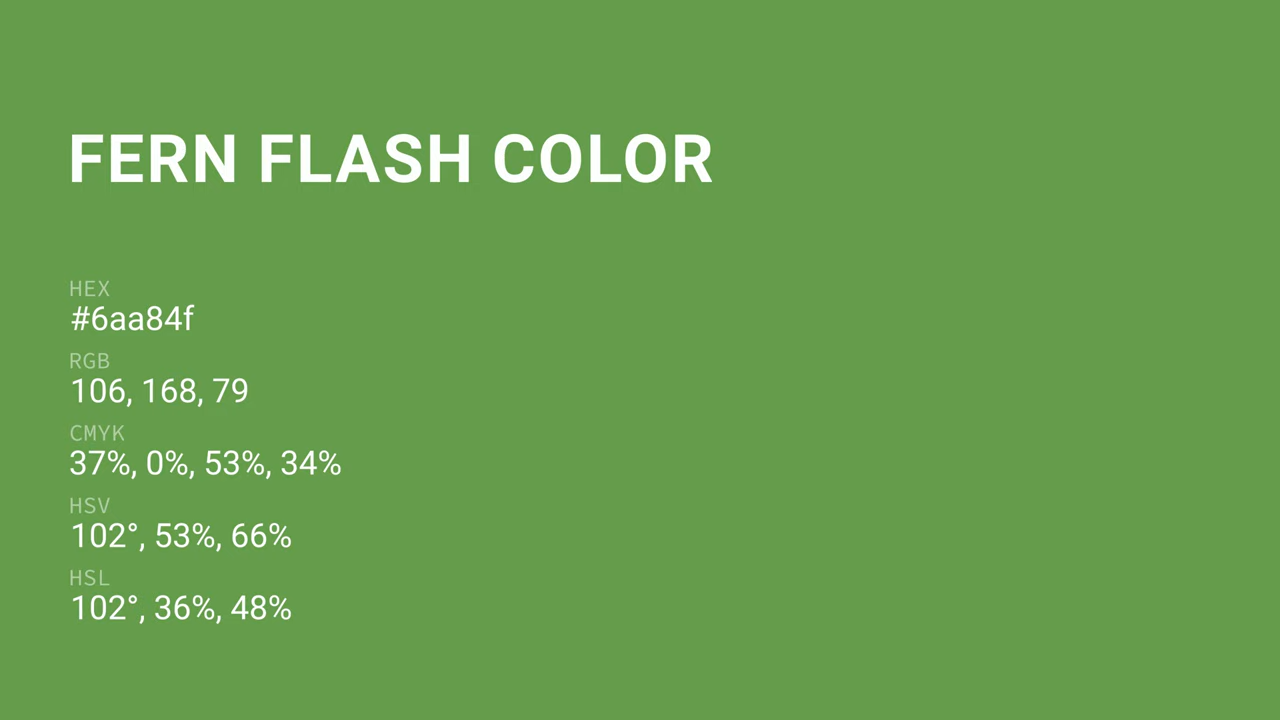 FERN FLASH COLOR
HEX
#6aa84f
RGB
106, 168, 79
CMYK
37%, 0%, 53%, 34%
HSV
102°, 53%, 66%
HSL
102°, 36%, 48%